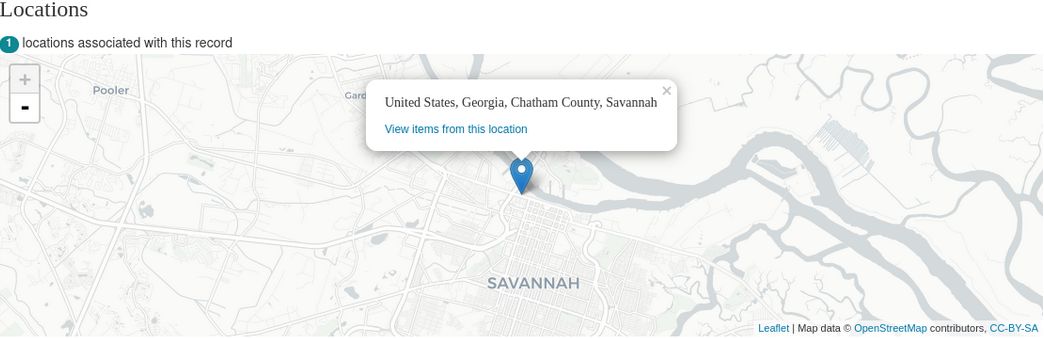 Locations
1 locations associated with this record
+
-
Pooler
Gard
×
United States, Georgia, Chatham County, Savannah
View items from this location
SAVANNAH
Leaflet | Map data © OpenStreetMap contributors, CC-BY-SA